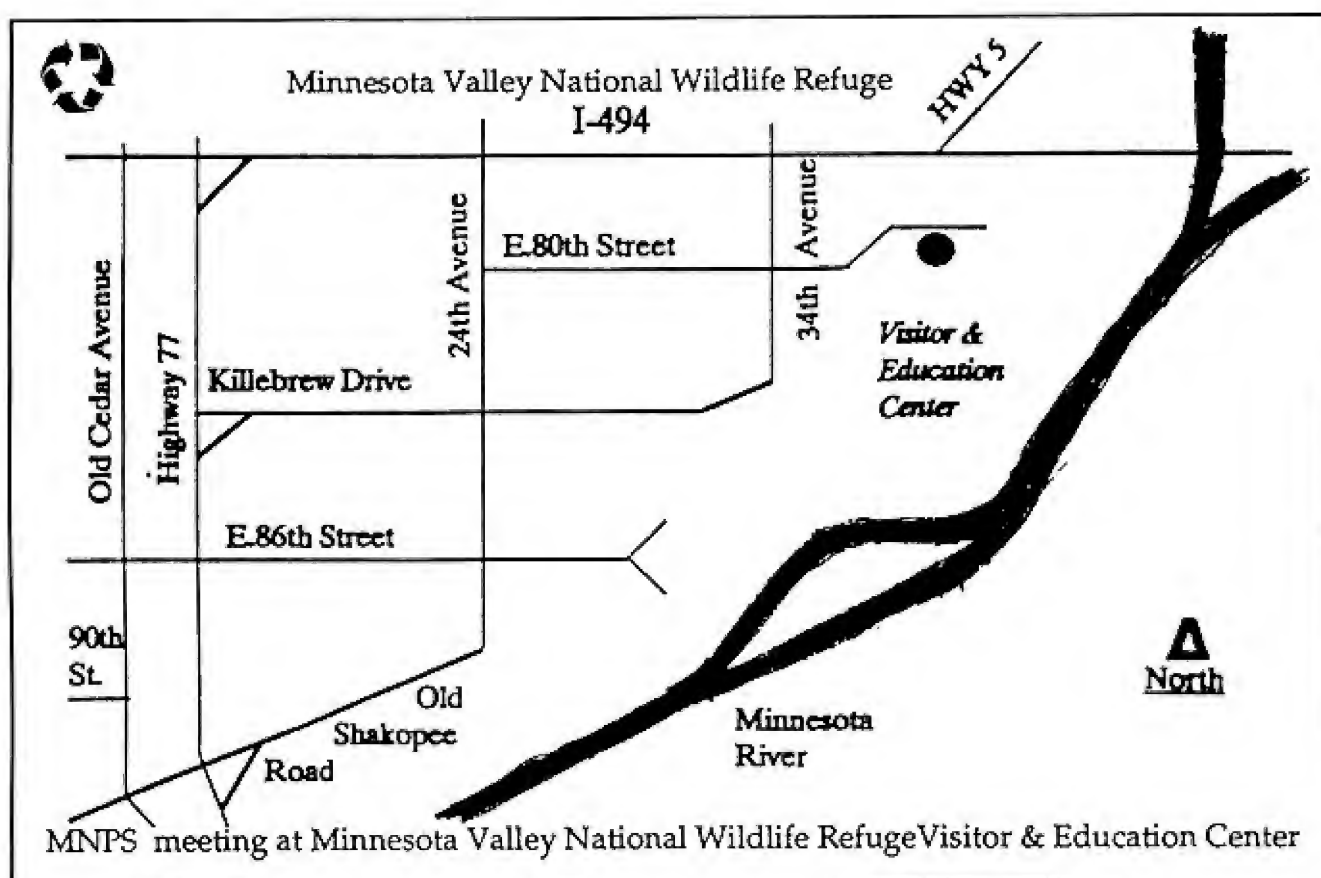 Minnesota Valley National Wildlife Refuge
I-494
HWY 5
Old Cedar Avenue
Highway 77
24th Avenue
E.80th Street
34th Avenue
Visitor &
Education
Center
Killebrew Drive
E.86th Street
90th
St.
Old
Shakopee
Road
Minnesota
River
North
MNPS meeting at Minnesota Valley National Wildlife RefugeVisitor & Education Center